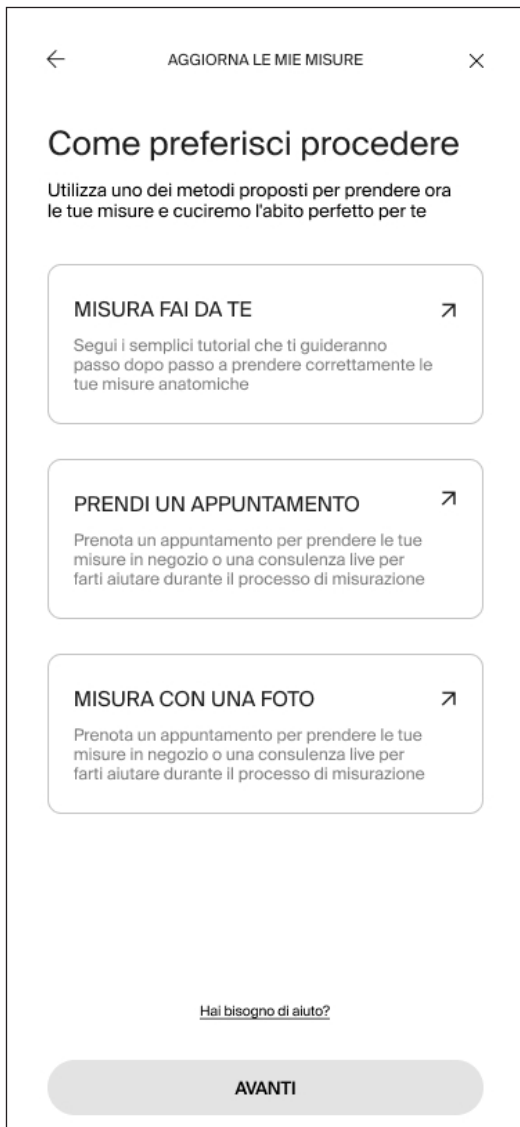 AGGIORNA LE MIE MISURE
Come preferisci procedere
Utilizza uno dei metodi proposti per prendere ora
le tue misure e cuciremo l'abito perfetto per te
MISURA FAI DA TE
Segui i semplici tutorial che ti guideranno
passo dopo passo a prendere correttamente le
tue misure anatomiche
PRENDI UN APPUNTAMENTO
Prenota un appuntamento per prendere le tue
misure in negozio o una consulenza live per
farti aiutare durante il processo di misurazione
MISURA CON UNA FOTO
Prenota un appuntamento per prendere le tue
misure in negozio o una consulenza live per
farti aiutare durante il processo di misurazione
Hai bisogno di aiuto?
AVANTI